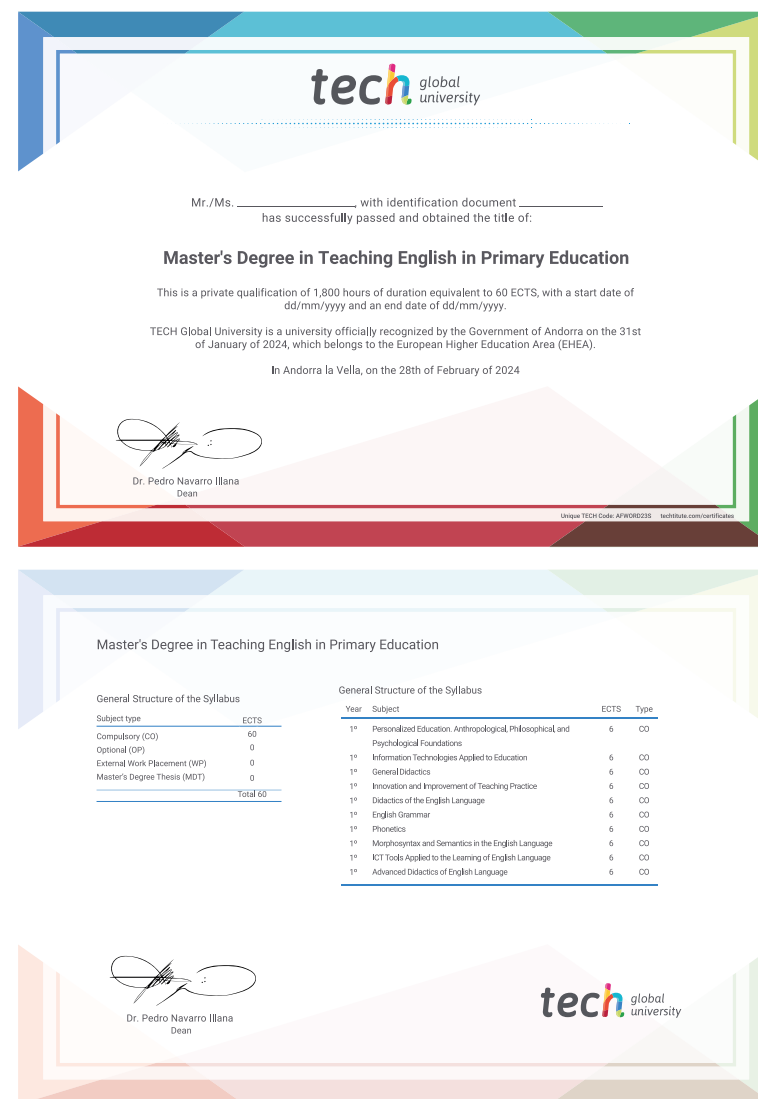 tech global
university
Mr./Ms. ____________, with identification document ____________
has successfully passed and obtained the title of:
Master's Degree in Teaching English in Primary Education
This is a private qualification of 1,800 hours of duration equivalent to 60 ECTS, with a start date of
dd/mm/yyyy and an end date of dd/mm/yyyy.
TECH Global University is a university officially recognized by the Government of Andorra on the 31st
of January of 2024, which belongs to the European Higher Education Area (EHEA).
In Andorra la Vella, on the 28th of February of 2024
Dr. Pedro Navarro Illana
Dean
Unique TECH Code: AFWORD23S techtitute.com/certificates
Master's Degree in Teaching English in Primary Education
General Structure of the Syllabus
Subject type ECTS
Compulsory (CO) 60
Optional (OP) 0
External Work Placement (WP) 0
Master's Degree Thesis (MDT) 0
Total 60
General Structure of the Syllabus
Year Subject ECTS Type
1º Personalized Education. Anthropological, Philosophical, and 6 CO
Psychological Foundations
1º Information Technologies Applied to Education 6 CO
1º General Didactics 6 CO
1º Innovation and Improvement of Teaching Practice 6 CO
1º Didactics of the English Language 6 CO
1º English Grammar 6 CO
1º Phonetics 6 CO
1º Morphosyntax and Semantics in the English Language 6 CO
1º ICT Tools Applied to the Learning of English Language 6 CO
1º Advanced Didactics of English Language 6 CO
Dr. Pedro Navarro Illana
Dean
tech global
university